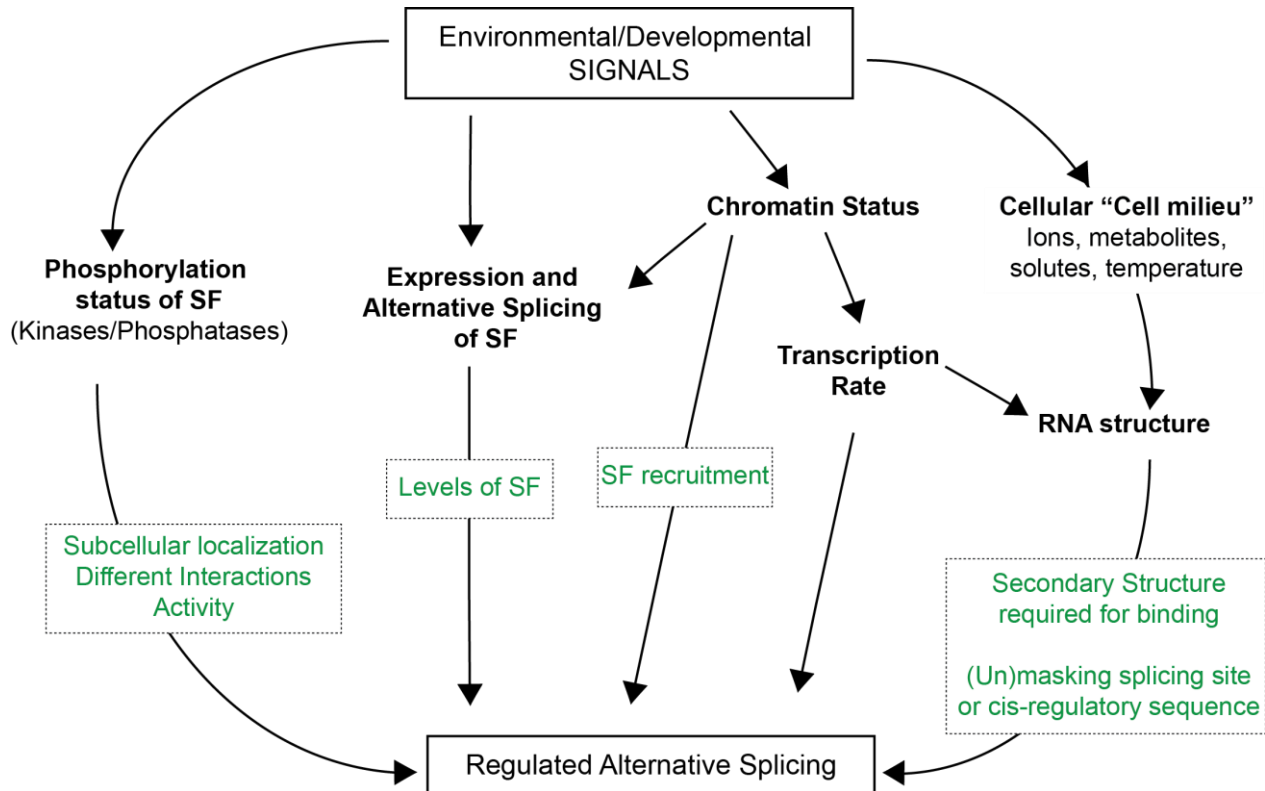 Environmental/Developmental
SIGNALS
Chromatin Status
Cellular “Cell milieu”
Ions, metabolites,
solutes, temperature
Phosphorylation
status of SF
(Kinases/Phosphatases)
Expression and
Alternative Splicing
of SF
Transcription
Rate
RNA structure
Levels of SF
SF recruitment
Subcellular localization
Different Interactions
Activity
Secondary Structure
required for binding
(Un)masking splicing site
or cis-regulatory sequence
Regulated Alternative Splicing